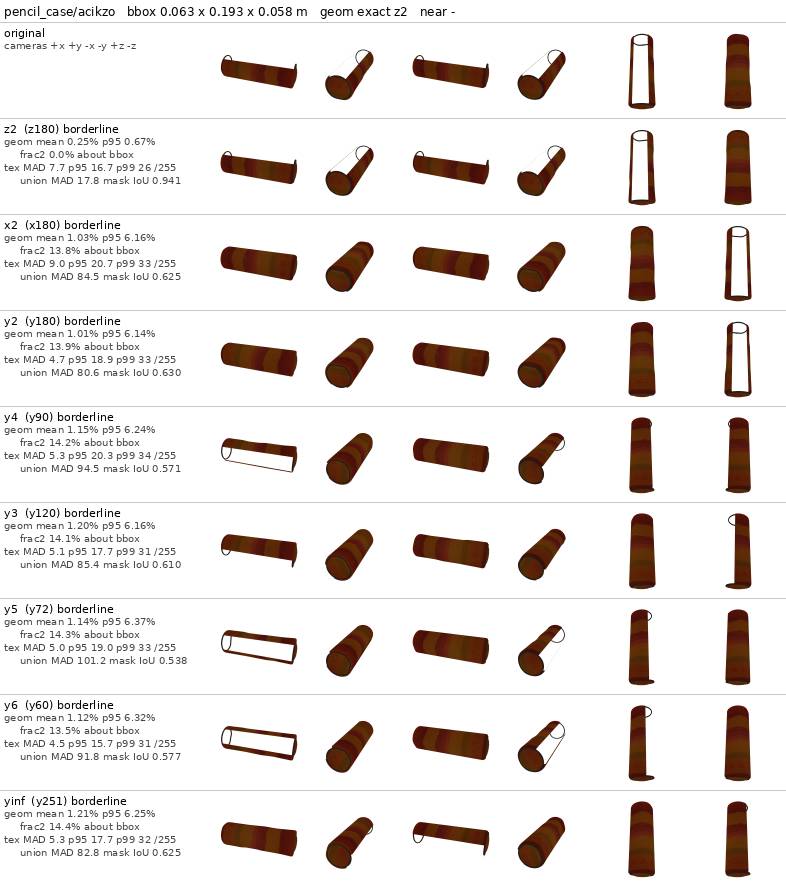 pencil_case/acikzo   bbox 0.063 x 0.193 x 0.058 m   geom exact z2   near -
original
cameras +x +y -x -y +z -z
z2  (z180) borderline
geom mean 0.25% p95 0.67%
frac2 0.0% about bbox
tex MAD 7.7 p95 16.7 p99 26 /255
union MAD 17.8 mask IoU 0.941
x2  (x180) borderline
geom mean 1.03% p95 6.16%
frac2 13.8% about bbox
tex MAD 9.0 p95 20.7 p99 33 /255
union MAD 84.5 mask IoU 0.625
y2  (y180) borderline
geom mean 1.01% p95 6.14%
frac2 13.9% about bbox
tex MAD 4.7 p95 18.9 p99 33 /255
union MAD 80.6 mask IoU 0.630
y4  (y90) borderline
geom mean 1.15% p95 6.24%
frac2 14.2% about bbox
tex MAD 5.3 p95 20.3 p99 34 /255
union MAD 94.5 mask IoU 0.571
y3  (y120) borderline
geom mean 1.20% p95 6.16%
frac2 14.1% about bbox
tex MAD 5.1 p95 17.7 p99 31 /255
union MAD 85.4 mask IoU 0.610
y5  (y72) borderline
geom mean 1.14% p95 6.37%
frac2 14.3% about bbox
tex MAD 5.0 p95 19.0 p99 33 /255
union MAD 101.2 mask IoU 0.538
y6  (y60) borderline
geom mean 1.12% p95 6.32%
frac2 13.5% about bbox
tex MAD 4.5 p95 15.7 p99 31 /255
union MAD 91.8 mask IoU 0.577
yinf  (y251) borderline
geom mean 1.21% p95 6.25%
frac2 14.4% about bbox
tex MAD 5.3 p95 17.7 p99 32 /255
union MAD 82.8 mask IoU 0.625